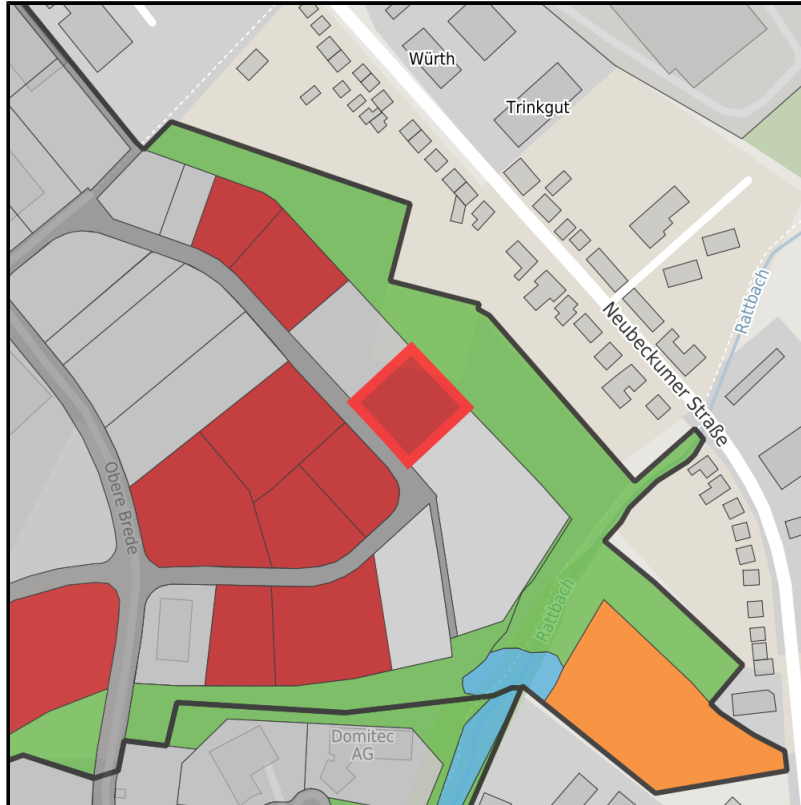 Würth
Trinkgut
Rattbach
Neubeckumer Straße
Obere Brede
Rattbach
Domitec
AG